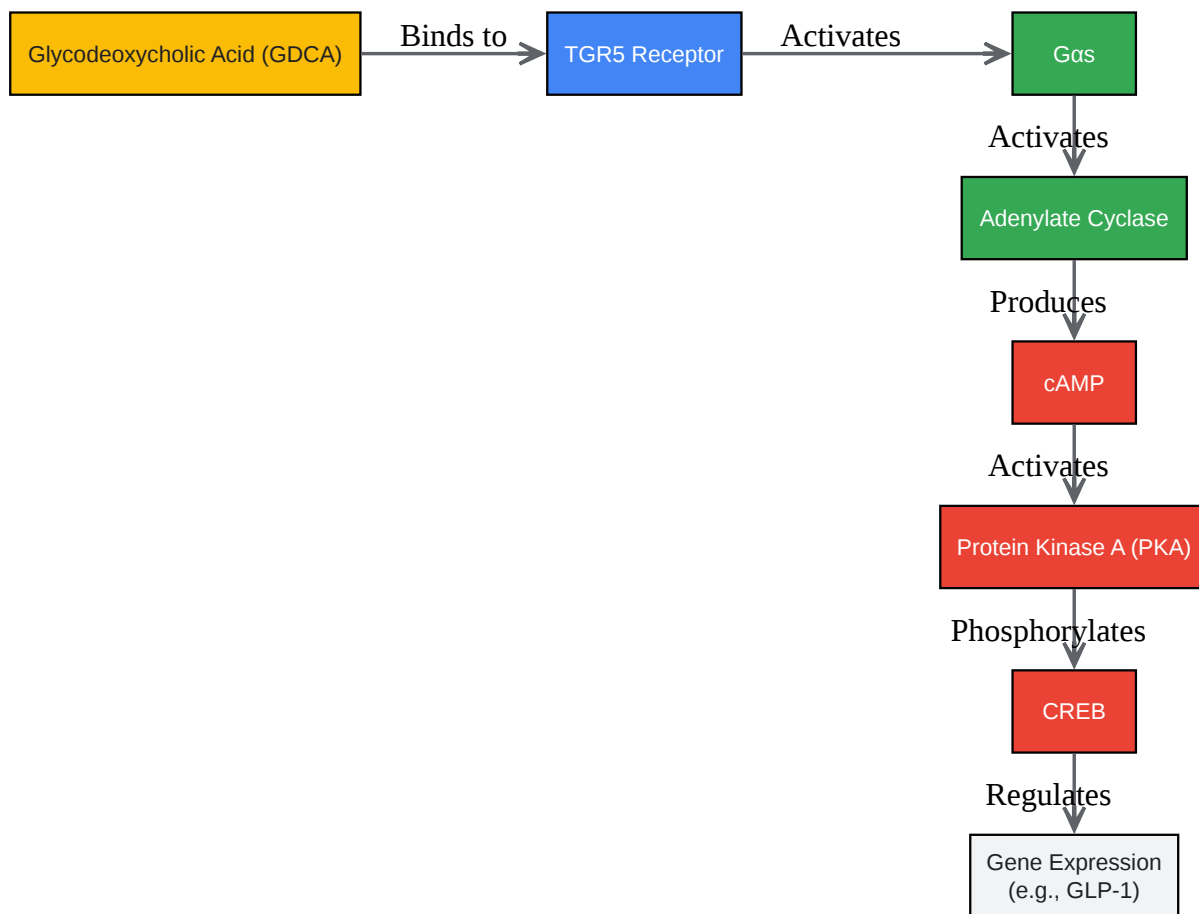 Glycodeoxycholic Acid (GDCA)
Binds to
TGR5 Receptor
Activates
Gαs
Activates
Adenylate Cyclase
Produces
cAMP
Activates
Protein Kinase A (PKA)
Phosphorylates
CREB
Regulates
Gene Expression
(e.g., GLP-1)